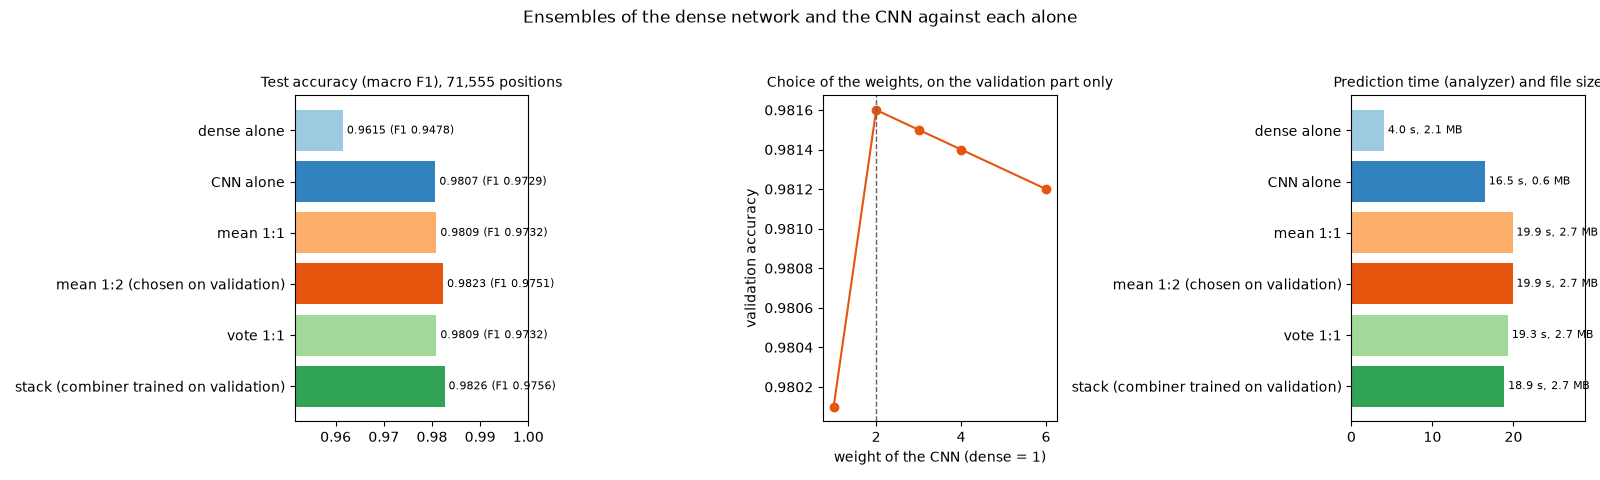 Ensembles of the dense network and the CNN against each alone
Test accuracy (macro F1), 71,555 positions
dense alone
0.9615 (F1 0.9478)
CNN alone
0.9807 (F1 0.9729)
mean 1:1
0.9809 (F1 0.9732)
mean 1:2 (chosen on validation)
0.9823 (F1 0.9751)
vote 1:1
0.9809 (F1 0.9732)
stack (combiner trained on validation)
0.9826 (F1 0.9756)
0.96 0.97 0.98 0.99 1.00
Choice of the weights, on the validation part only
validation accuracy
0.9816
0.9814
0.9812
0.9810
0.9808
0.9806
0.9804
0.9802
2 4 6
weight of the CNN (dense = 1)
Prediction time (analyzer) and file size
dense alone
4.0 s, 2.1 MB
CNN alone
16.5 s, 0.6 MB
mean 1:1
19.9 s, 2.7 MB
mean 1:2 (chosen on validation)
19.9 s, 2.7 MB
vote 1:1
19.3 s, 2.7 MB
stack (combiner trained on validation)
18.9 s, 2.7 MB
0 10 20